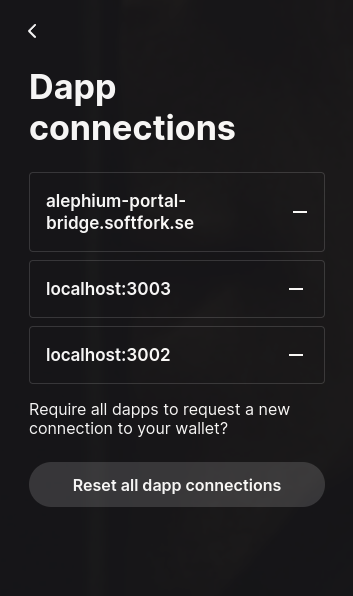 Dapp
connections
alephium-portal-
bridge.softfork.se
localhost:3003
localhost:3002
Require all dapps to request a new
connection to your wallet?
Reset all dapp connections